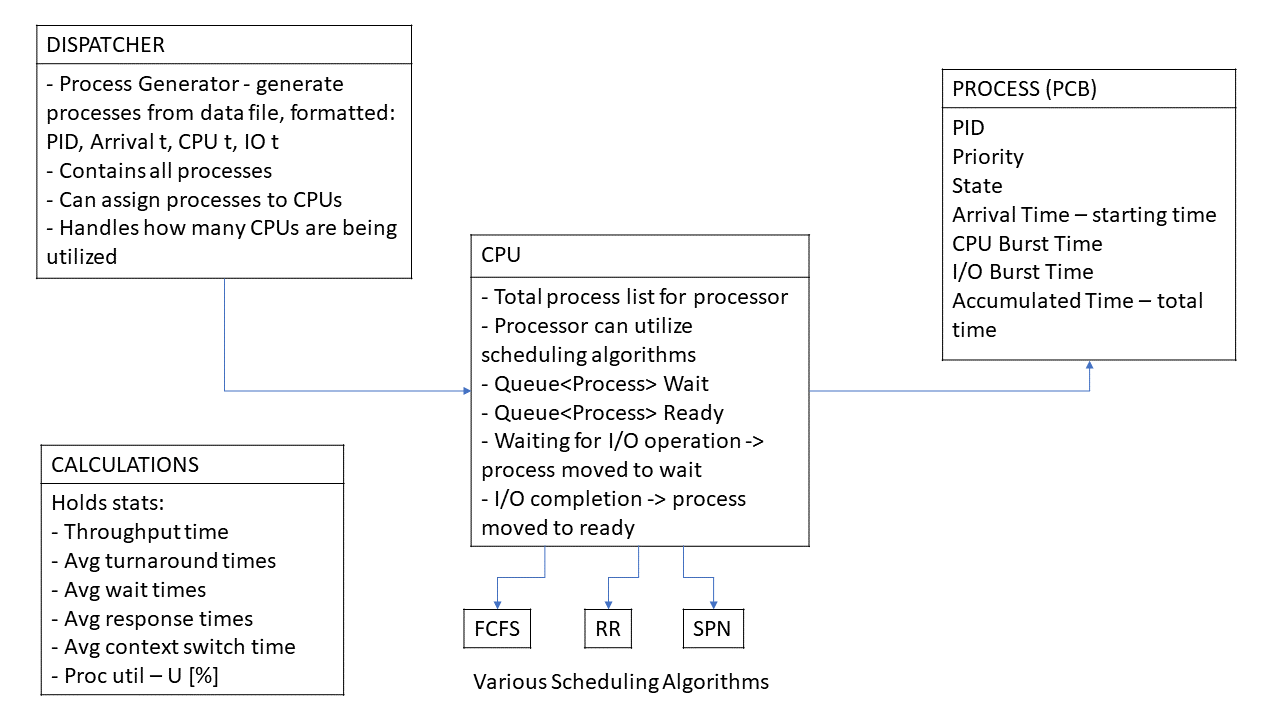 DISPATCHER
- Process Generator - generate
processes from data file, formatted:
PID, Arrival t, CPU t, IO t
- Contains all processes
- Can assign processes to CPUs
- Handles how many CPUs are being
utilized
PROCESS (PCB)
PID
Priority
State
Arrival Time – starting time
CPU Burst Time
I/O Burst Time
Accumulated Time – total
time
CPU
- Total process list for processor
- Processor can utilize
scheduling algorithms
- Queue<Process> Wait
- Queue<Process> Ready
- Waiting for I/O operation ->
process moved to wait
- I/O completion -> process
moved to ready
CALCULATIONS
Holds stats:
- Throughput time
- Avg turnaround times
- Avg wait times
- Avg response times
- Avg context switch time
- Proc util – U [%]
FCFS
RR
SPN
Various Scheduling Algorithms